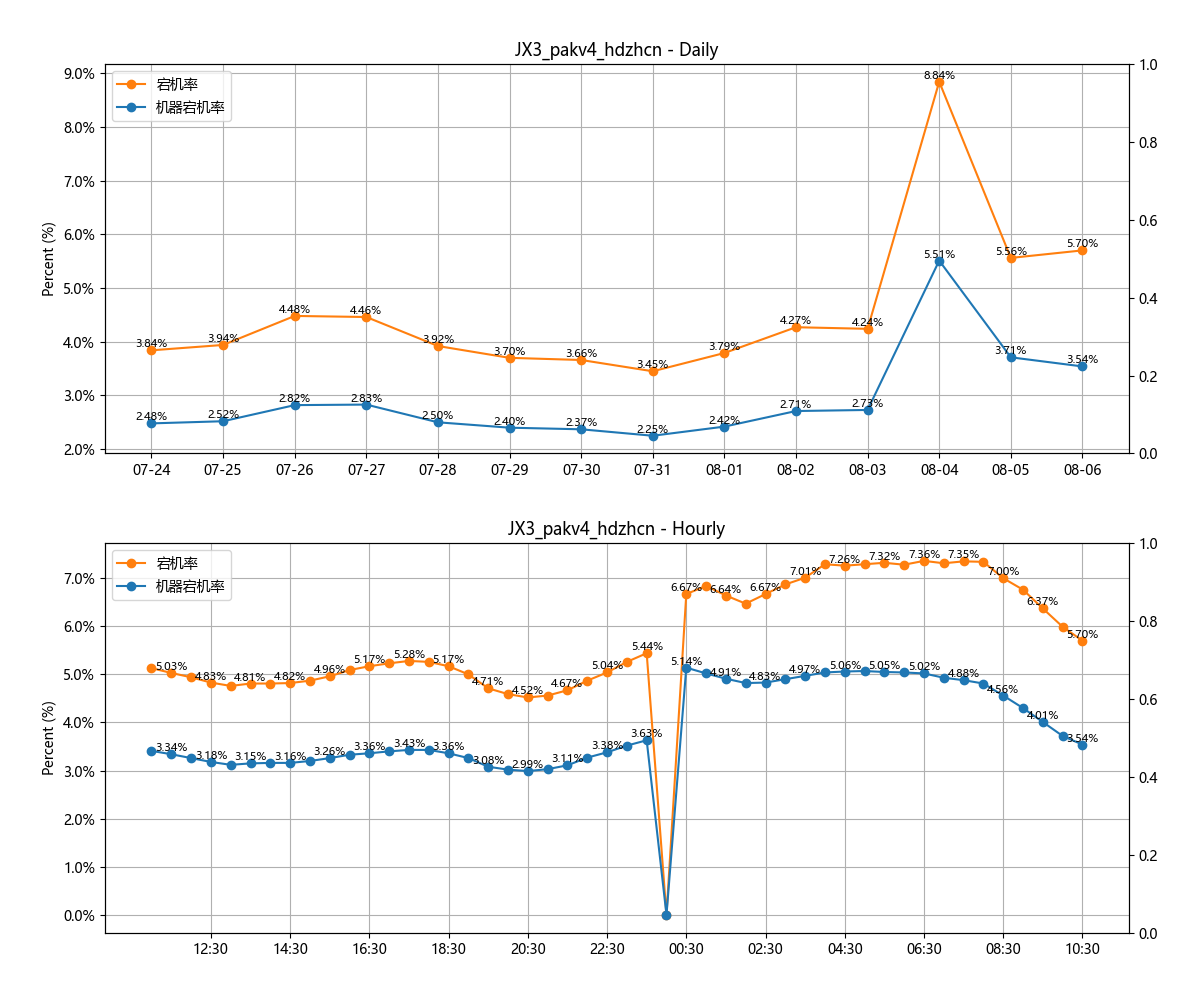 JX3_pakv4_hdzhcn - Daily
宕机率
机器宕机率
Percent (%)
9.0%
8.0%
7.0%
6.0%
5.0%
4.0%
3.0%
2.0%
1.0
0.8
0.6
0.4
0.2
0.0
3.84% 3.94% 4.48% 4.46% 3.92% 3.70% 3.66% 3.45% 3.79% 4.27% 4.24% 8.84% 5.56% 5.70%
2.48% 2.52% 2.82% 2.83% 2.50% 2.40% 2.37% 2.25% 2.42% 2.71% 2.73% 5.51% 3.71% 3.54%
07-24 07-25 07-26 07-27 07-28 07-29 07-30 07-31 08-01 08-02 08-03 08-04 08-05 08-06
JX3_pakv4_hdzhcn - Hourly
宕机率
机器宕机率
Percent (%)
7.0%
6.0%
5.0%
4.0%
3.0%
2.0%
1.0%
0.0%
1.0
0.8
0.6
0.4
0.2
0.0
5.03% 4.83% 4.81% 4.82% 4.96% 5.17% 5.28% 5.17% 4.71% 4.52% 4.67% 5.04% 5.44% 6.67% 6.64% 6.67% 7.01% 7.26% 7.32% 7.36% 7.35% 7.00% 6.37% 5.70%
3.34% 3.18% 3.15% 3.16% 3.26% 3.36% 3.43% 3.36% 3.08% 2.99% 3.11% 3.38% 3.63% 5.14% 4.91% 4.83% 4.97% 5.06% 5.05% 5.02% 4.88% 4.56% 4.01% 3.54%
12:30 14:30 16:30 18:30 20:30 22:30 00:30 02:30 04:30 06:30 08:30 10:30